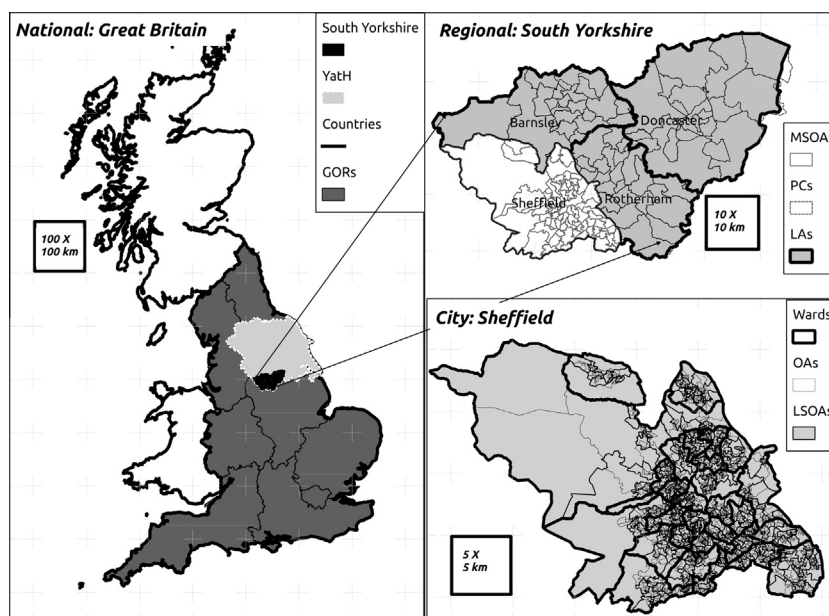 National: Great Britain
South Yorkshire
YatH
Countries
GORs
100 X
100 km
Regional: South Yorkshire
Barnsley
Doncaster
Sheffield
Rotherham
MSOA
PCs
LAs
10 X
10 km
City: Sheffield
Wards
OAs
LSOAs
5 X
5 km